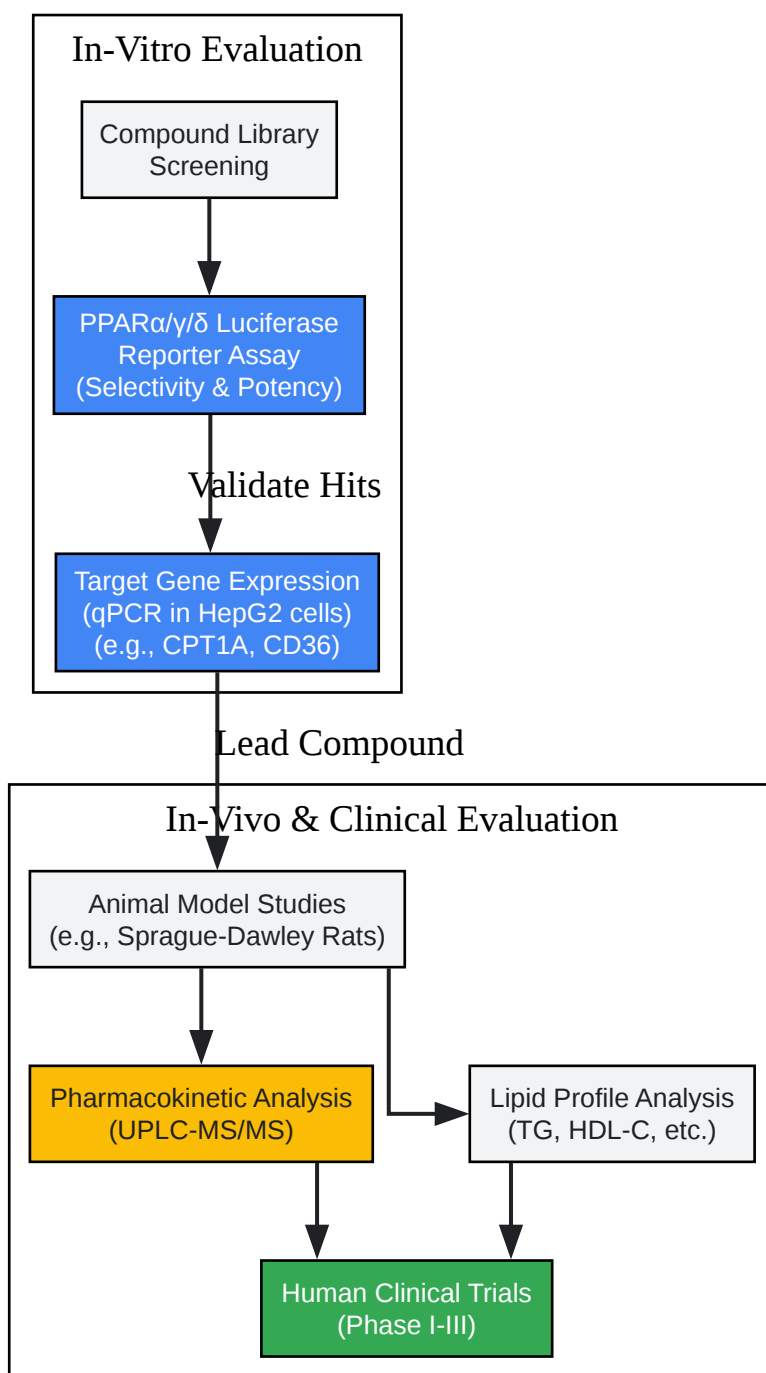 In-Vitro Evaluation
Compound Library
Screening
PPARα/γ/δ Luciferase
Reporter Assay
(Selectivity & Potency)
Validate Hits
Target Gene Expression
(qPCR in HepG2 cells)
(e.g., CPT1A, CD36)
Lead Compound
In-Vivo & Clinical Evaluation
Animal Model Studies
(e.g., Sprague-Dawley Rats)
Pharmacokinetic Analysis
(UPLC-MS/MS)
Lipid Profile Analysis
(TG, HDL-C, etc.)
Human Clinical Trials
(Phase I-III)